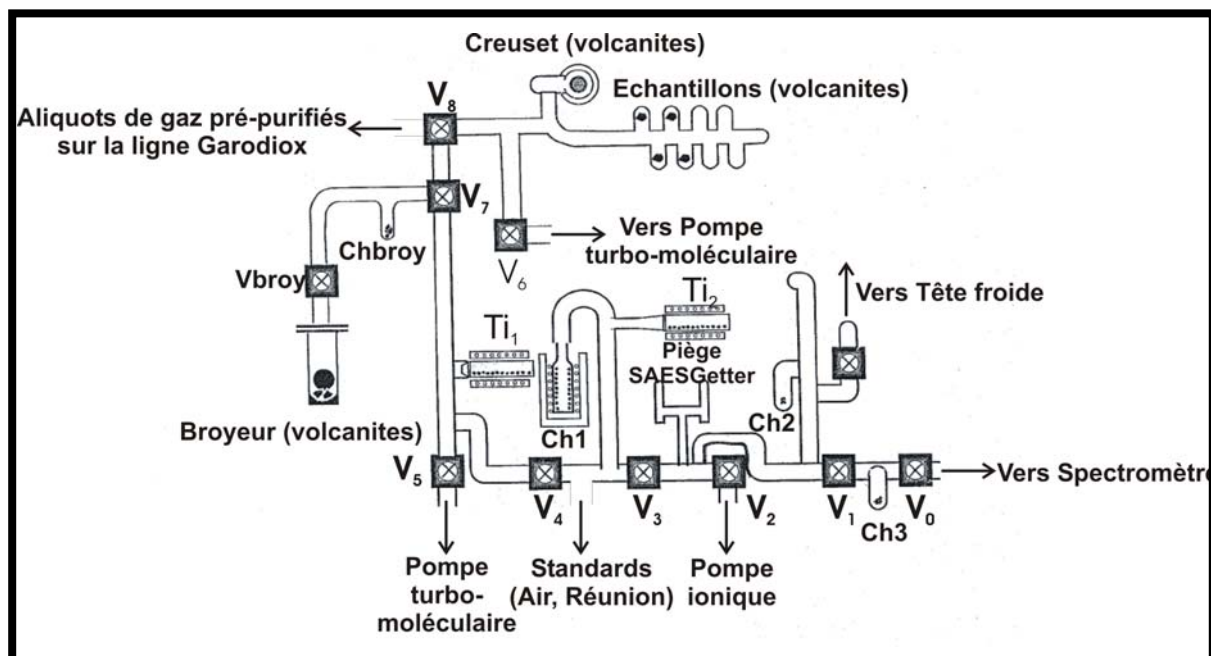 Creuset (volcanites)
Echantillons (volcanites)
V8
Aliquots de gaz pré-purifiés
sur la ligne Garodiox
V7
Chbroy
Vbroy
Vers Pompe
turbo-moléculaire
V6
Vers Tête froide
Ti1
Ti2
Piège
SAESGetter
Ch1
Ch2
Broyeur (volcanites)
V5
V4
V3
V2
V1
V0
Ch3
Vers Spectromètre
Pompe
turbo-
moléculaire
Standards
(Air, Réunion)
Pompe
ionique